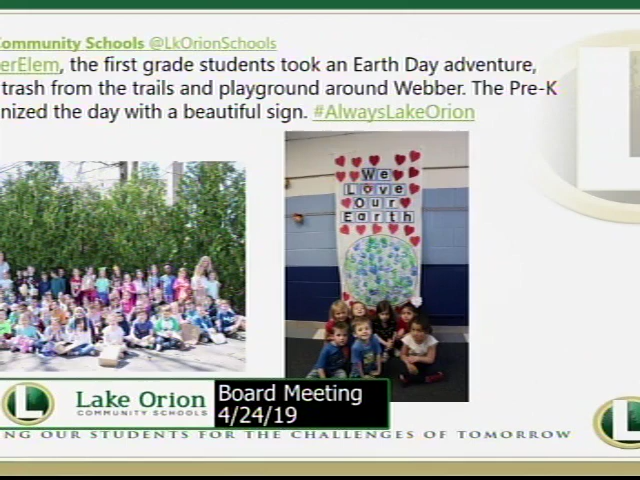 Community Schools @LkOrionSchools
erElem, the first grade students took an Earth Day adventure,
trash from the trails and playground around Webber. The Pre-K
nized the day with a beautiful sign. #AlwaysLakeOrion
We
Love
Our
Earth
L
Lake Orion
COMMUNITY SCHOOLS
Board Meeting
4/24/19
NG OUR STUDENTS FOR THE CHALLENGES OF TOMORROW